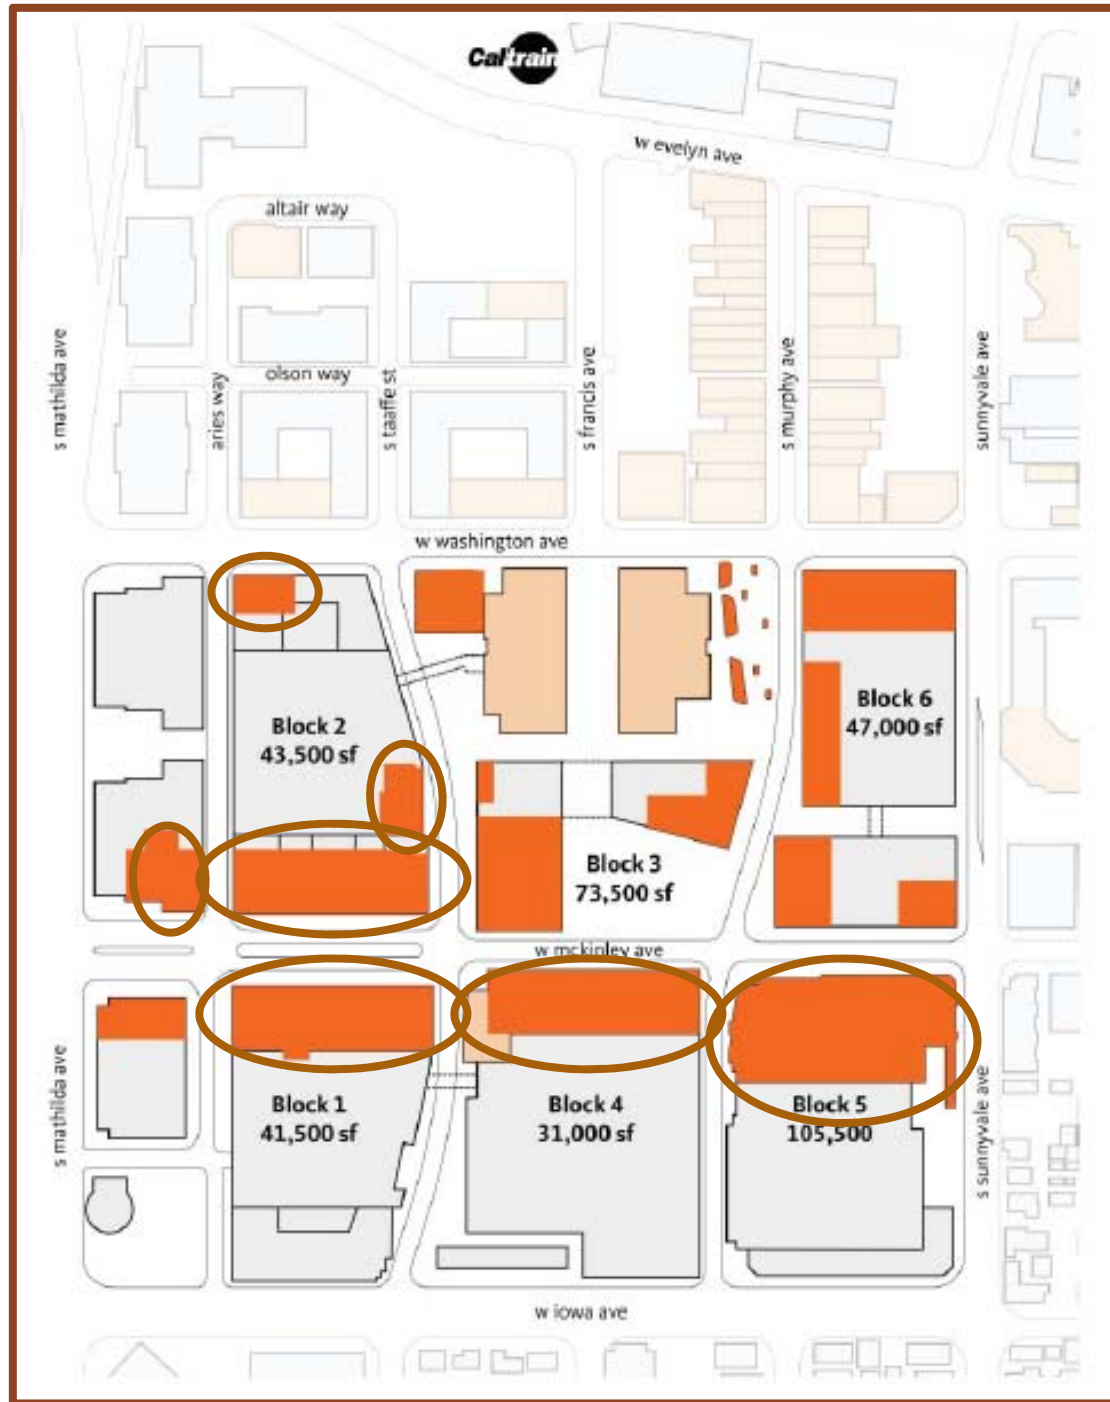 Caltrain
w evelyn ave
altair way
s mathilda ave
aries way
olson way
s taaffe st
s francis ave
s murphy ave
sunnyvale ave
w washington ave
Block 2
43,500 sf
Block 6
47,000 sf
Block 3
73,500 sf
w mckinley ave
s mathilda ave
Block 1
41,500 sf
Block 4
31,000 sf
Block 5
105,500
s sunnyvale ave
w iowa ave